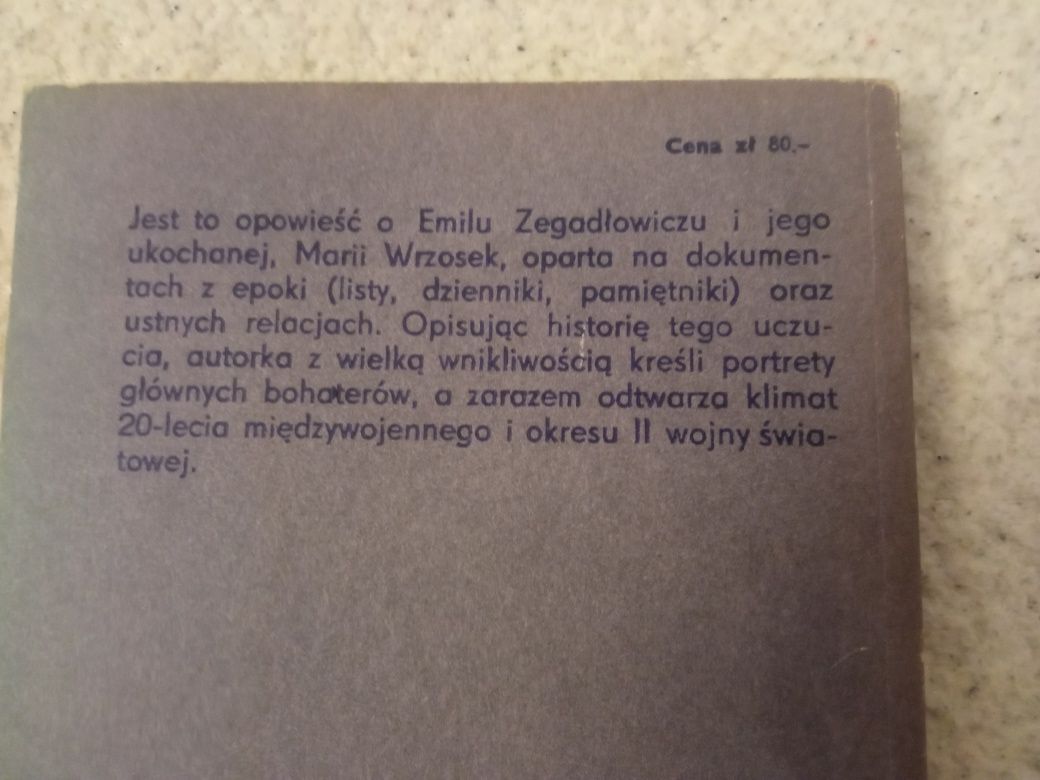 Cena zł 80.–
Jest to opowieść o Emilu Zegadłowiczu i jego
ukochanej, Marii Wrzosek, oparta na dokumen-
tach z epoki (listy, dzienniki, pamiętniki) oraz
ustnych relacjach. Opisując historię tego uczu-
cia, autorka z wielką wnikliwością kreśli portrety
głównych bohaterów, a zarazem odtwarza klimat
20-lecia międzywojennego i okresu II wojny świa-
towej.